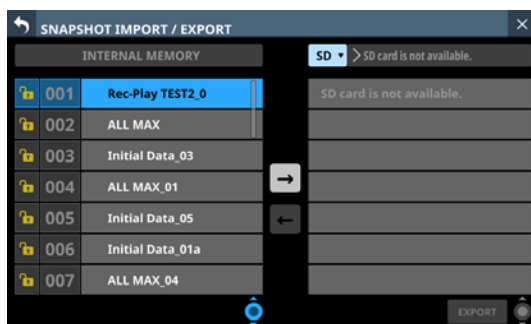 SNAPSHOT IMPORT / EXPORT
INTERNAL MEMORY
SD SD card is not available.
001 Rec-Play TEST2_0
SD card is not available.
002 ALL MAX
003 Initial Data_03
004 ALL MAX_01
005 Initial Data_05
006 Initial Data_01a
007 ALL MAX_04
EXPORT